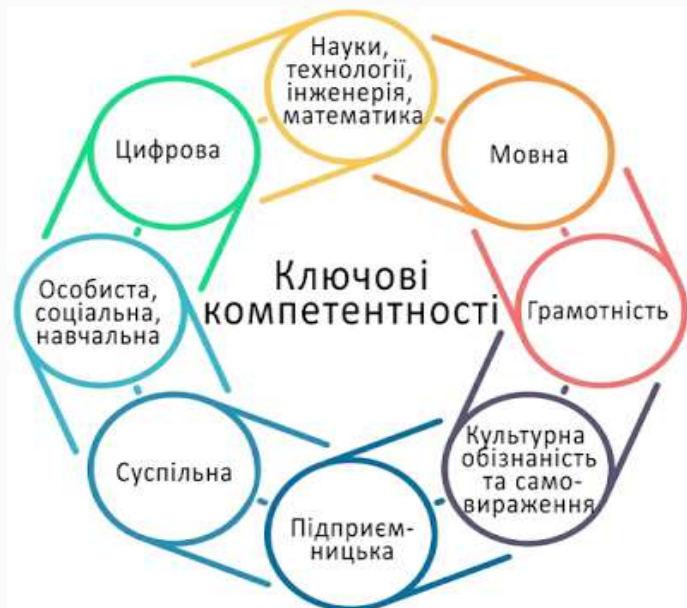 Науки,
технології,
інженерія,
математика
Мовна
Грамотність
Культурна
обізнаність
та само-
вираження
Підприєм-
ницька
Суспільна
Особиста,
соціальна,
навчальна
Цифрова
Ключові
компетентності